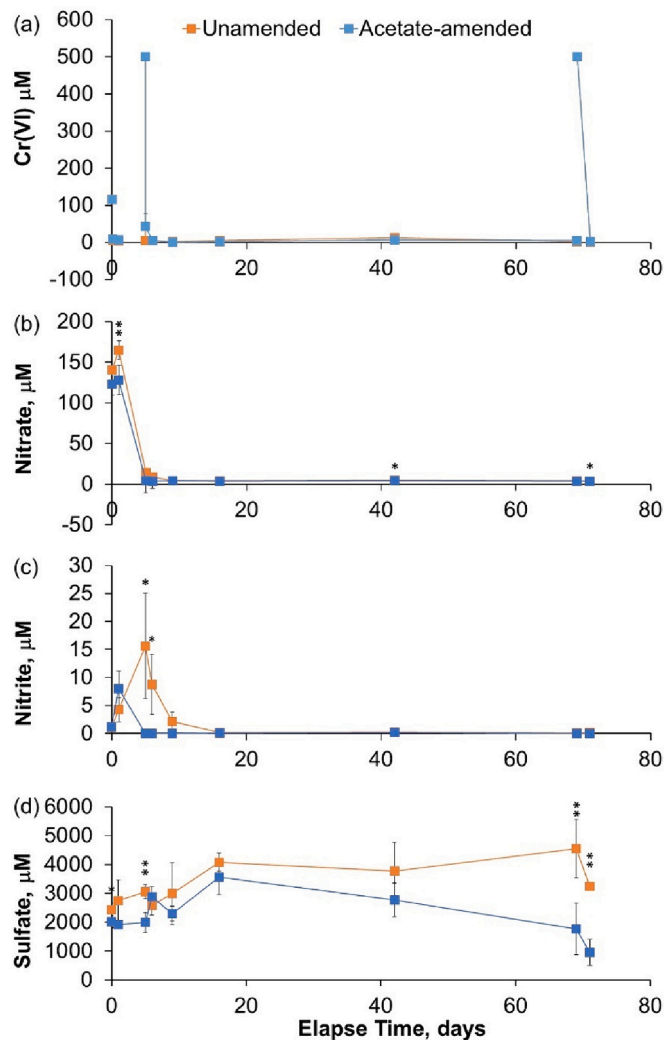 (a)
Unamended Acetate-amended
Cr(VI) µM
600
500
400
300
200
100
0
-100
0 20 40 60 80
(b)
Nitrate, µM
200
150
100
50
0
-50
**
*
*
0 20 40 60 80
(c)
Nitrite, µM
30
25
20
15
10
5
0
*
*
0 20 40 60 80
(d)
Sulfate, µM
6000
5000
4000
3000
2000
1000
0
*
**
**
**
0 20 40 60 80
Elapse Time, days